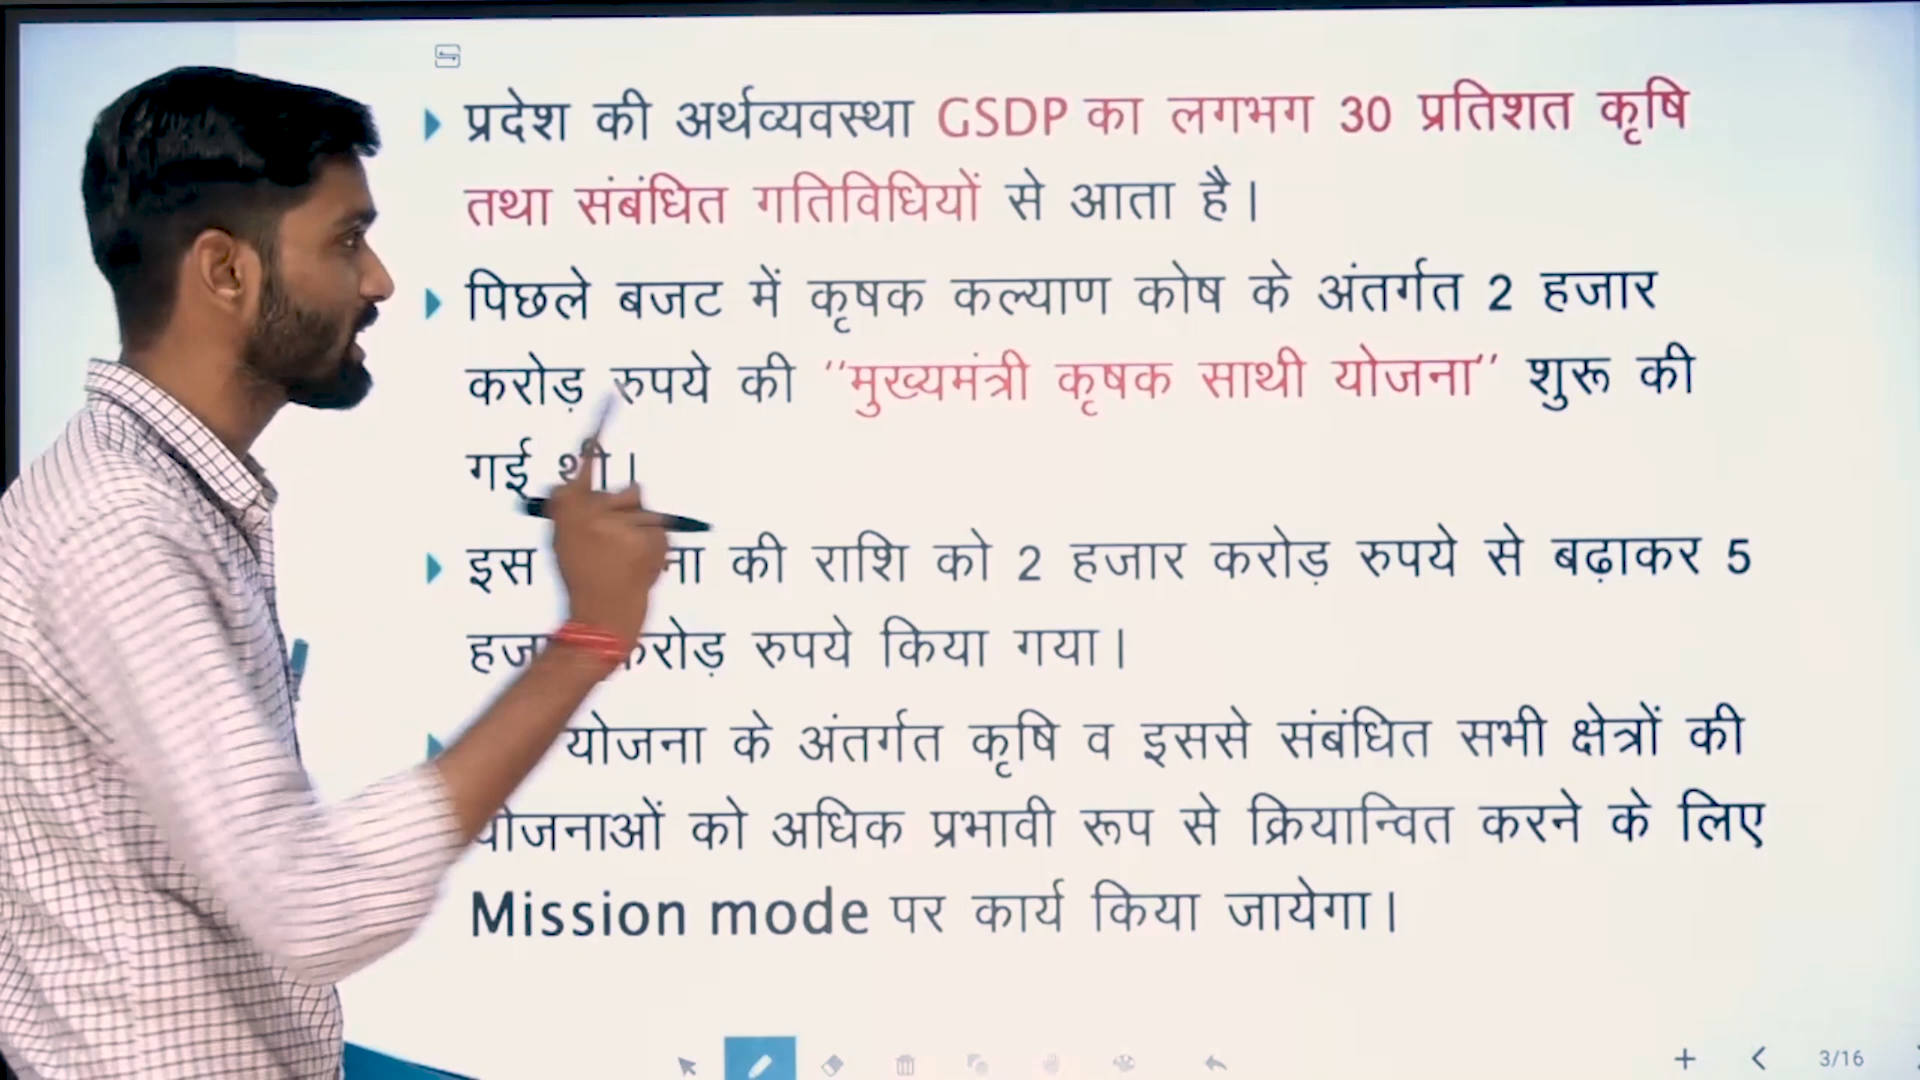 प्रदेश की अर्थव्यवस्था GSDP का लगभग 30 प्रतिशत कृषि
तथा संबंधित गतिविधियों से आता है।
पिछले बजट में कृषक कल्याण कोष के अंतर्गत 2 हजार
करोड़ रुपये की ''मुख्यमंत्री कृषक साथी योजना'' शुरू की
गई थी।
इस की राशि को 2 हजार करोड़ रुपये से बढ़ाकर 5
करोड़ रुपये किया गया।
योजना के अंतर्गत कृषि व इससे संबंधित सभी क्षेत्रों की
योजनाओं को अधिक प्रभावी रूप से क्रियान्वित करने के लिए
Mission mode पर कार्य किया जायेगा।
3/16